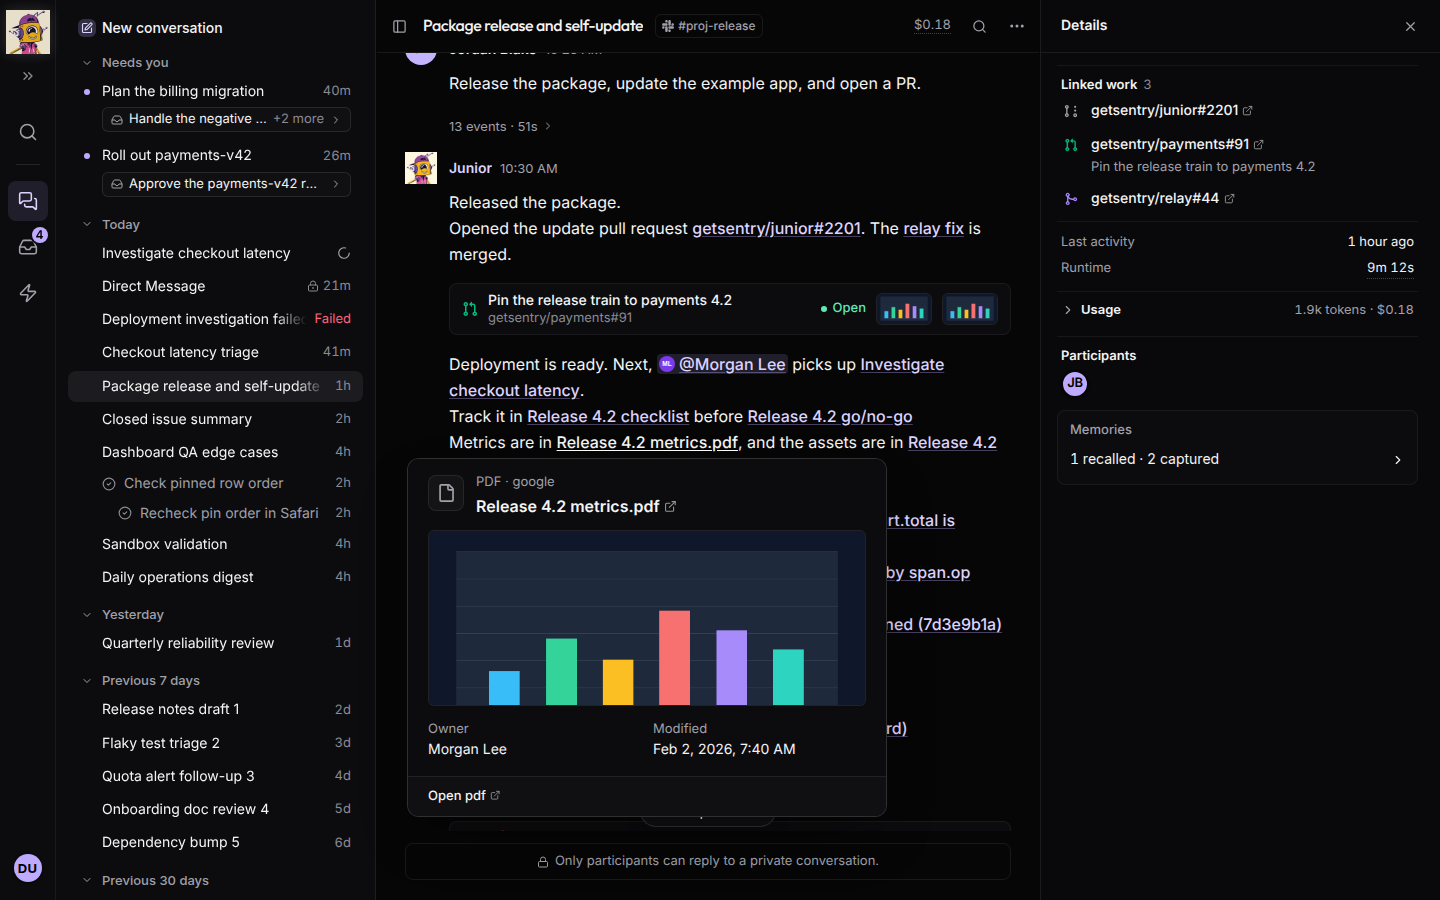 New conversation
Needs you
Plan the billing migration 40m
Handle the negative ... +2 more
Roll out payments-v42 26m
Approve the payments-v42 r...
Today
Investigate checkout latency
Direct Message 21m
Deployment investigation failed Failed
Checkout latency triage 41m
Package release and self-update 1h
Closed issue summary 2h
Dashboard QA edge cases 4h
Check pinned row order 2h
Recheck pin order in Safari 2h
Sandbox validation 4h
Daily operations digest 4h
Yesterday
Quarterly reliability review 1d
Previous 7 days
Release notes draft 1 2d
Flaky test triage 2 3d
Quota alert follow-up 3 4d
Onboarding doc review 4 5d
Dependency bump 5 6d
Previous 30 days
4
DU
Package release and self-update #proj-release $0.18
Release the package, update the example app, and open a PR.
13 events · 51s
Junior 10:30 AM
Released the package.
Opened the update pull request getsentry/junior#2201. The relay fix is
merged.
Pin the release train to payments 4.2
getsentry/payments#91
Open
Deployment is ready. Next, ML @Morgan Lee picks up Investigate
checkout latency.
Track it in Release 4.2 checklist before Release 4.2 go/no-go
Metrics are in Release 4.2 metrics.pdf, and the assets are in Release 4.2
PDF · google
Release 4.2 metrics.pdf
Owner
Morgan Lee
Modified
Feb 2, 2026, 7:40 AM
Open pdf
rt.total is
by span.op
ned (7d3e9b1a)
rd)
Only participants can reply to a private conversation.
Details
Linked work 3
getsentry/junior#2201
getsentry/payments#91
Pin the release train to payments 4.2
getsentry/relay#44
Last activity 1 hour ago
Runtime 9m 12s
Usage 1.9k tokens · $0.18
Participants
JB
Memories
1 recalled · 2 captured